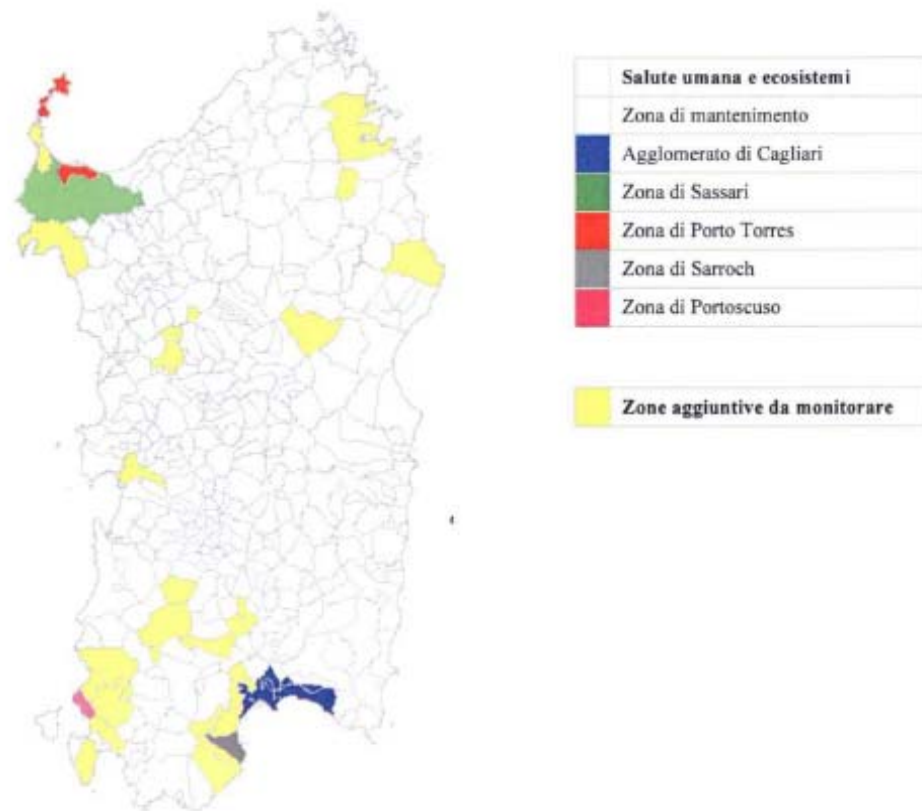 Salute umana e ecosistemi
Zona di mantenimento
Agglomerato di Cagliari
Zona di Sassari
Zona di Porto Torres
Zona di Sarroch
Zona di Portoscuso
Zone aggiuntive da monitorare